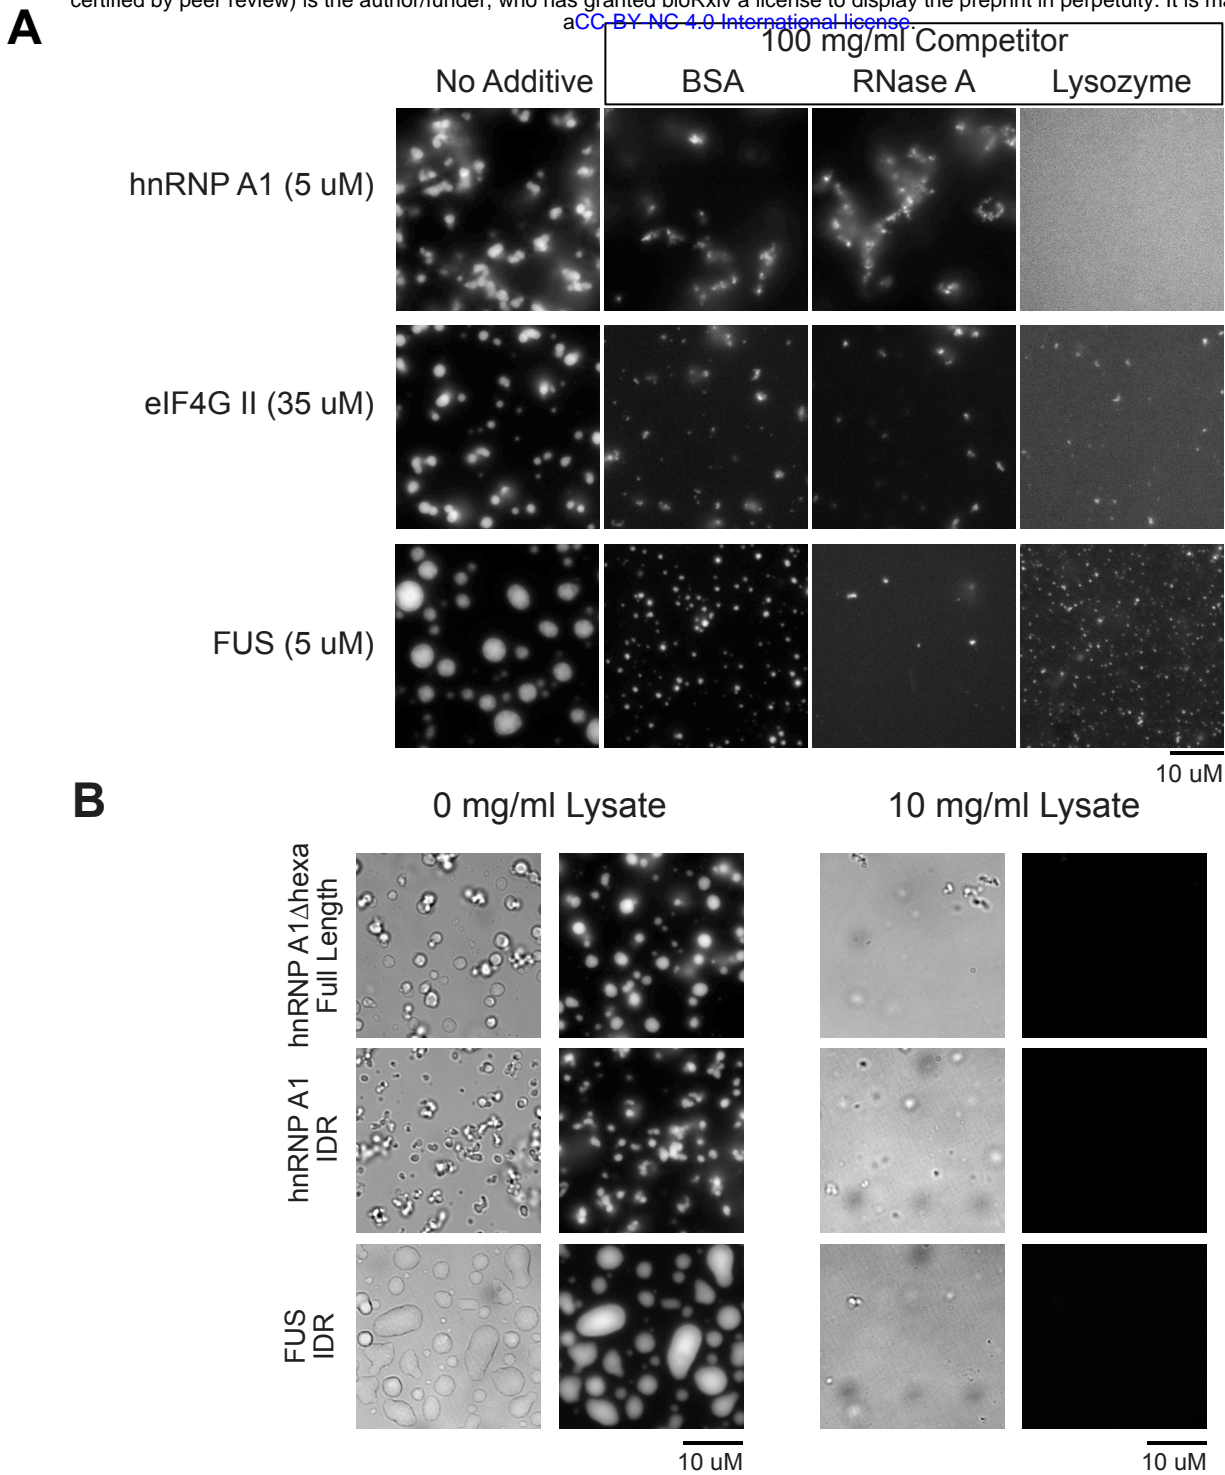 certified by peer review) is the author/funder, who has granted bioRxiv a license to display the preprint in perpetuity. It is
aCC-BY-NC 4.0 International license.
A
100 mg/ml Competitor
No Additive BSA RNase A Lysozyme
hnRNP A1 (5 uM)
eIF4G II (35 uM)
FUS (5 uM)
10 uM
B
0 mg/ml Lysate 10 mg/ml Lysate
hnRNP A1Δhexa
Full Length
hnRNP A1
IDR
FUS
IDR
10 uM 10 uM